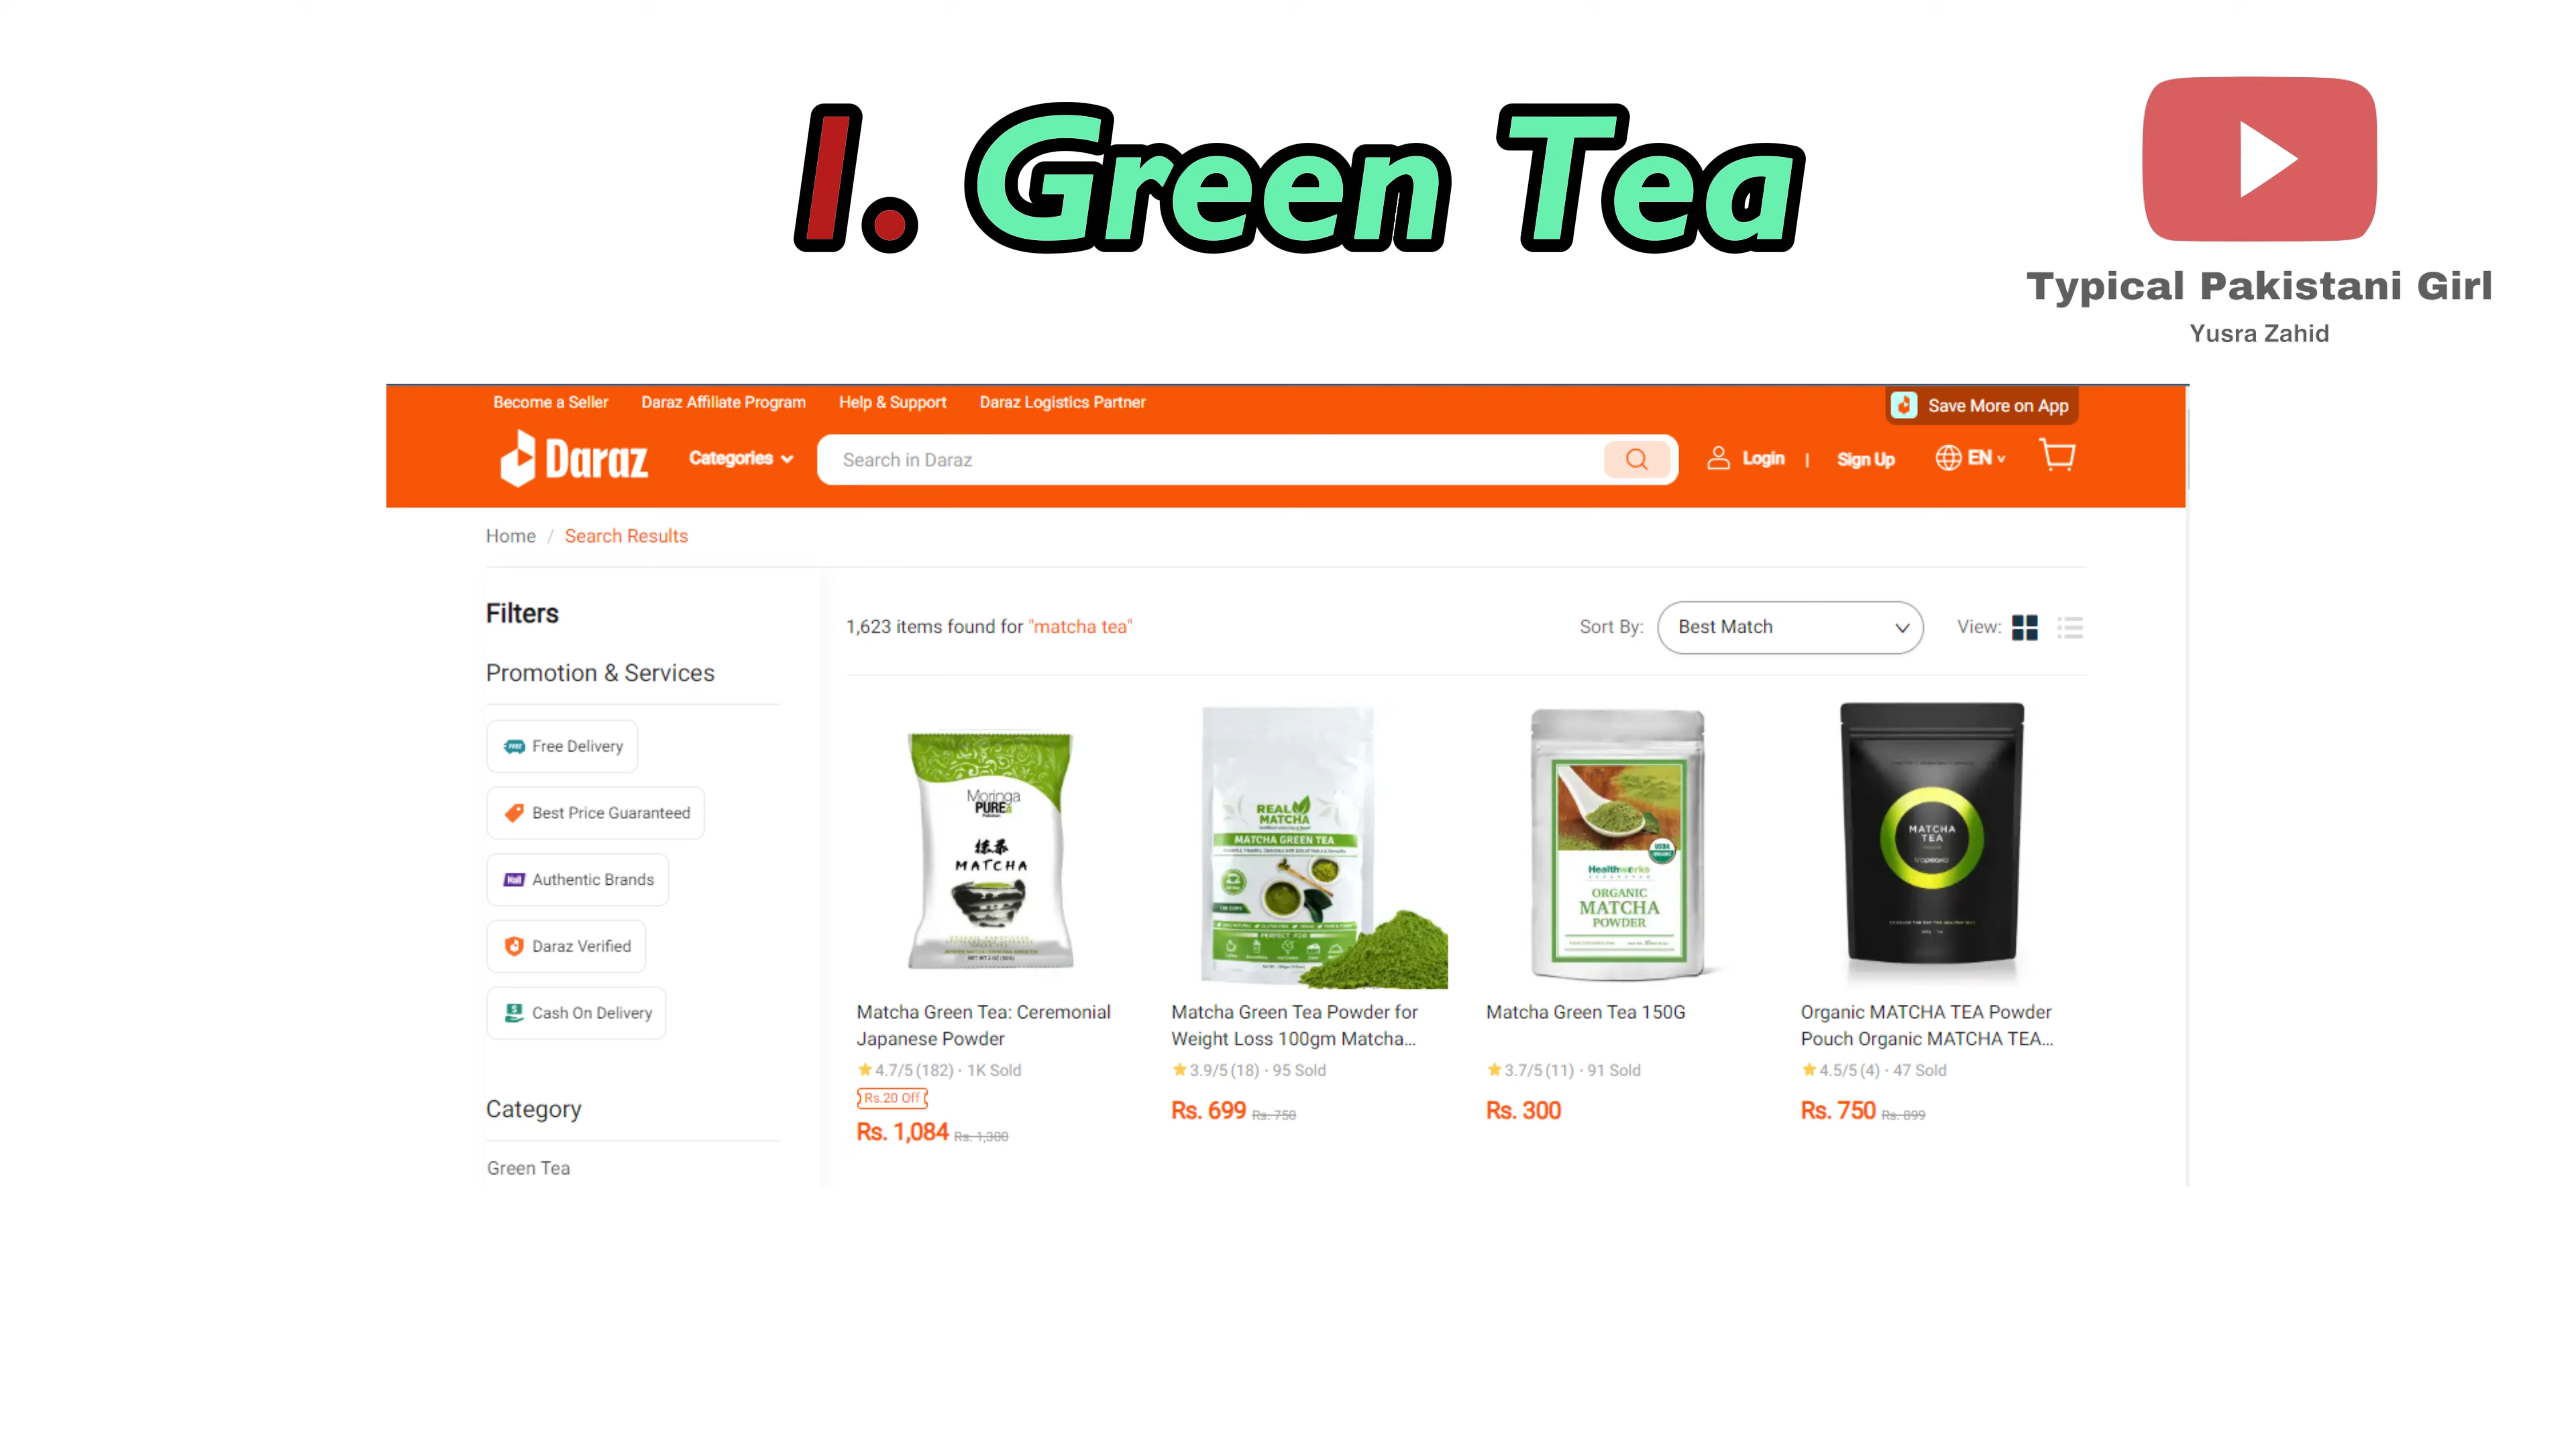 1. Green Tea
Typical Pakistani Girl
Yusra Zahid
Become a Seller Daraz Affiliate Program Help & Support Daraz Logistics Partner Save More on App
Daraz Categories Search in Daraz Login | Sign Up EN
Home / Search Results
Filters
1,623 items found for "matcha tea" Sort By: Best Match View:
Promotion & Services
Free Delivery
Best Price Guaranteed
Mall Authentic Brands
Daraz Verified
Cash On Delivery
Category
Green Tea
Moringa
PURE
抹茶
MATCHA
REAL
MATCHA
MATCHA GREEN TEA
PERFECT FOR
USDA
Healthworks
ORGANIC
MATCHA
POWDER
MATCHA
TEA
Matcha Green Tea: Ceremonial
Japanese Powder
4.7/5 (182) · 1K Sold
Rs.20 Off
Rs. 1,084 Rs. 1,300
Matcha Green Tea Powder for
Weight Loss 100gm Matcha...
3.9/5 (18) · 95 Sold
Rs. 699 Rs. 750
Matcha Green Tea 150G
3.7/5 (11) · 91 Sold
Rs. 300
Organic MATCHA TEA Powder
Pouch Organic MATCHA TEA...
4.5/5 (4) · 47 Sold
Rs. 750 Rs. 899